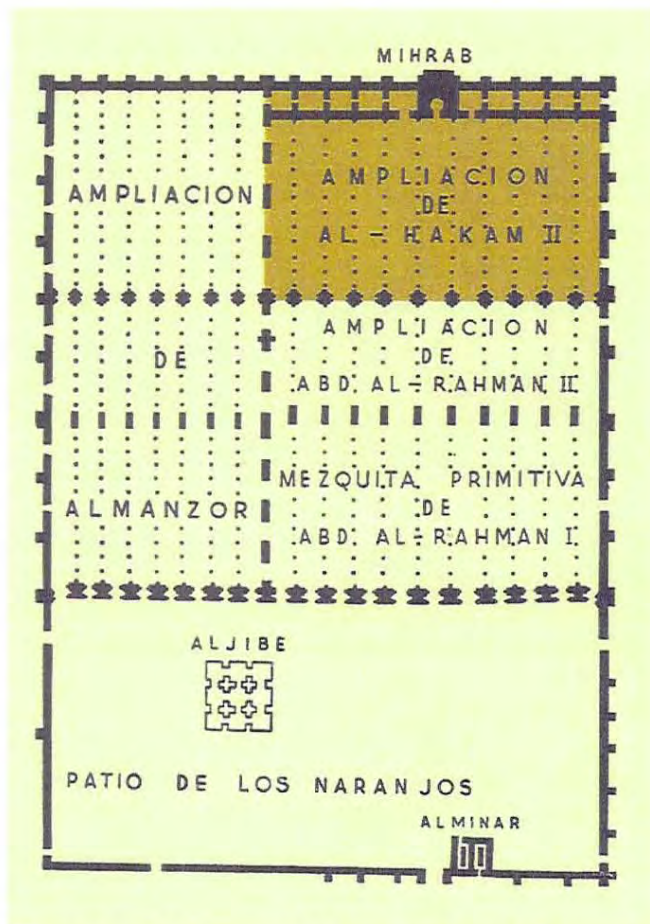 MIHRAB
AMPLIACION
DE
ALMANZOR
AMPLIACION
DE
AL-HAKAM II
AMPLIACION
DE
ABD AL-RAHMAN II
MEZQUITA PRIMITIVA
DE
ABD AL-RAHMAN I
ALJIBE
PATIO DE LOS NARANJOS
ALMINAR